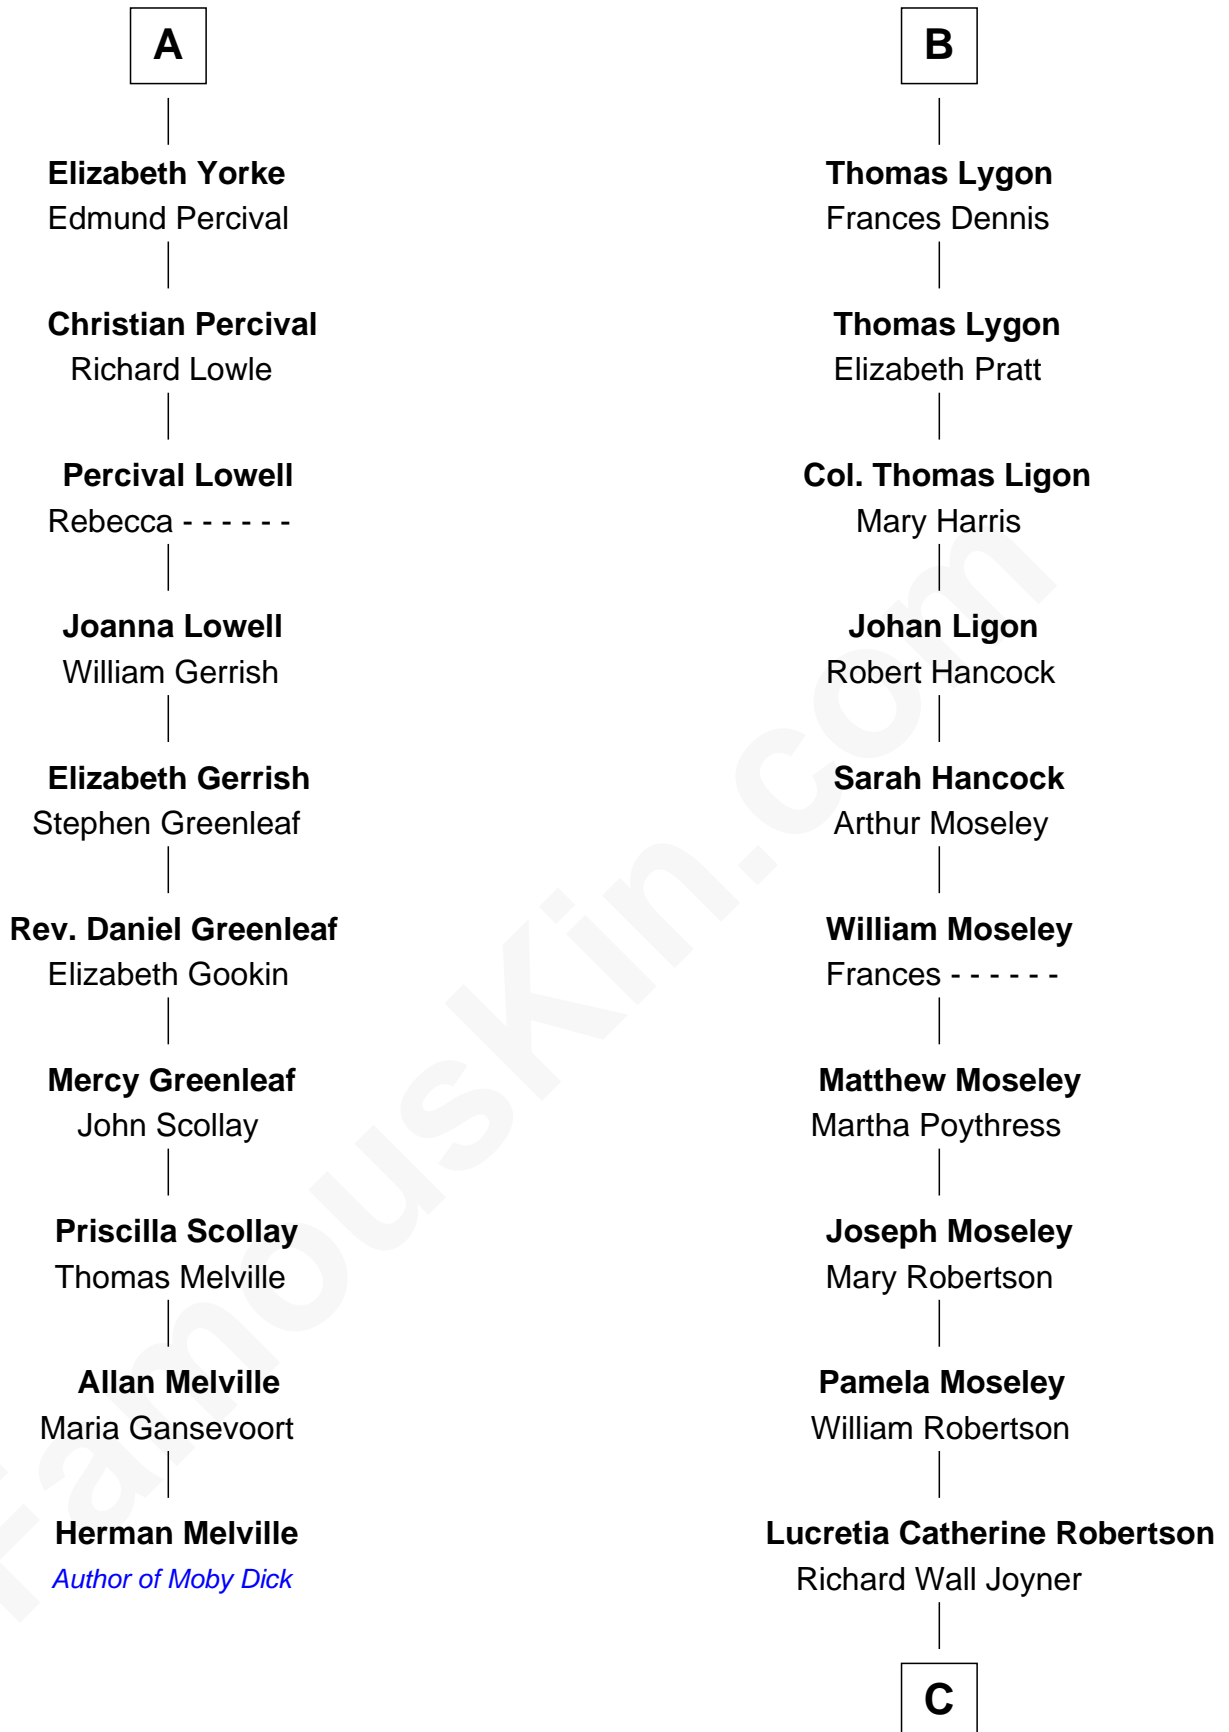 A
Elizabeth Yorke
Edmund Percival
Christian Percival
Richard Lowle
Percival Lowell
Rebecca - - - - - -
Joanna Lowell
William Gerrish
Elizabeth Gerrish
Stephen Greenleaf
Rev. Daniel Greenleaf
Elizabeth Gookin
Mercy Greenleaf
John Scollay
Priscilla Scollay
Thomas Melville
Allan Melville
Maria Gansevoort
Herman Melville
Author of Moby Dick
B
Thomas Lygon
Frances Dennis
Thomas Lygon
Elizabeth Pratt
Col. Thomas Ligon
Mary Harris
Johan Ligon
Robert Hancock
Sarah Hancock
Arthur Moseley
William Moseley
Frances - - - - - -
Matthew Moseley
Martha Poythress
Joseph Moseley
Mary Robertson
Pamela Moseley
William Robertson
Lucretia Catherine Robertson
Richard Wall Joyner
C
FamousKin.com